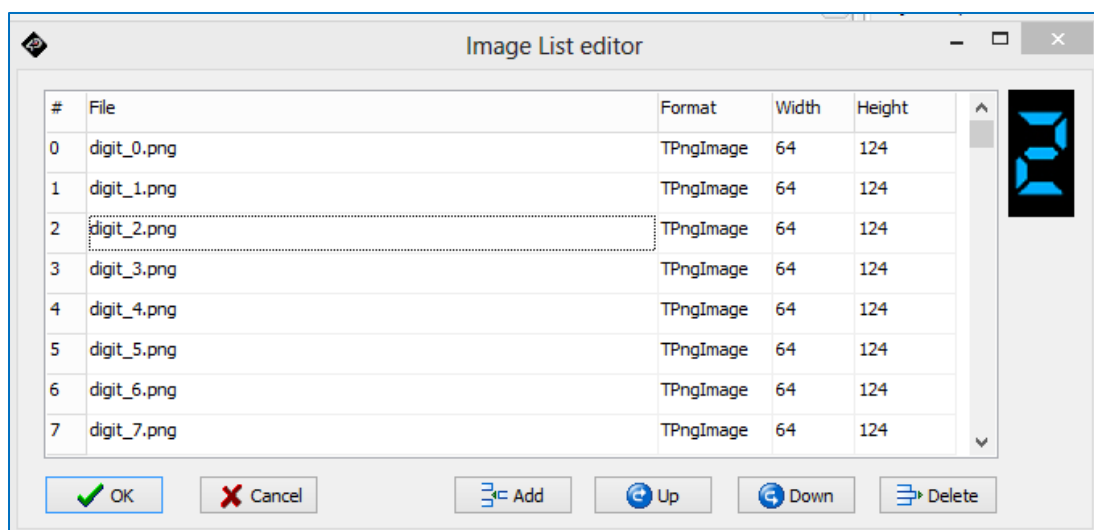 Image List editor
# File Format Width Height
0 digit_0.png TPngImage 64 124
1 digit_1.png TPngImage 64 124
2 digit_2.png TPngImage 64 124
3 digit_3.png TPngImage 64 124
4 digit_4.png TPngImage 64 124
5 digit_5.png TPngImage 64 124
6 digit_6.png TPngImage 64 124
7 digit_7.png TPngImage 64 124
2
OK Cancel Add Up Down Delete